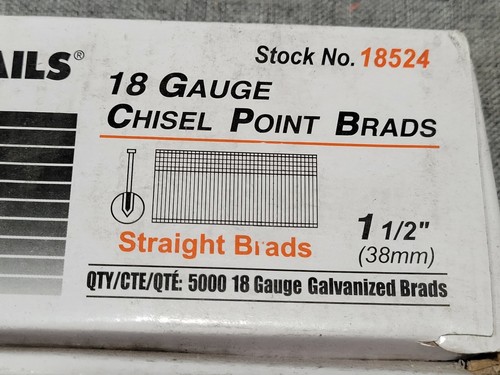 AILS®
Stock No. 18524
18 GAUGE
CHISEL POINT BRADS
Straight Brads
1 1/2"
(38mm)
QTY/CTE/QTÉ: 5000 18 Gauge Galvanized Brads